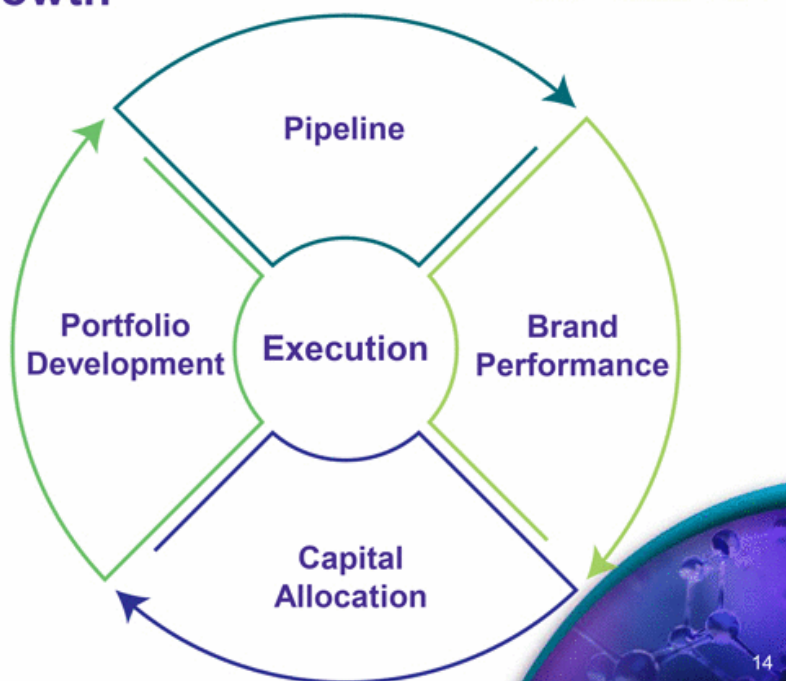 Pipeline
Portfolio
Development
Execution
Brand
Performance
Capital
Allocation
14